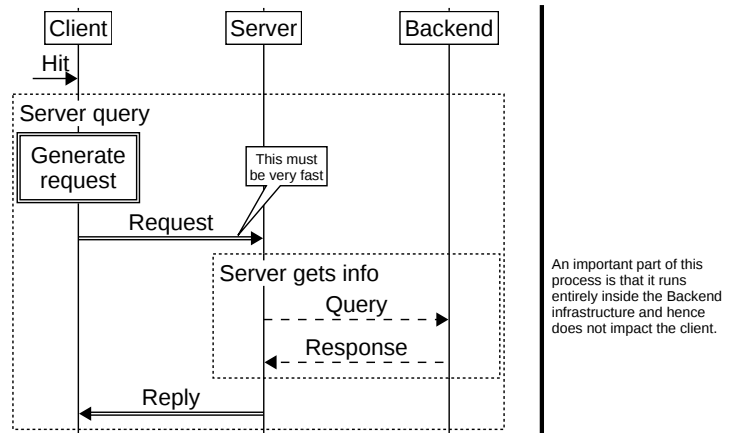 Client
Server
Backend
Hit
Server query
Generate
request
This must
be very fast
Request
Server gets info
Query
Response
Reply
An important part of this
process is that it runs
entirely inside the Backend
infrastructure and hence
does not impact the client.